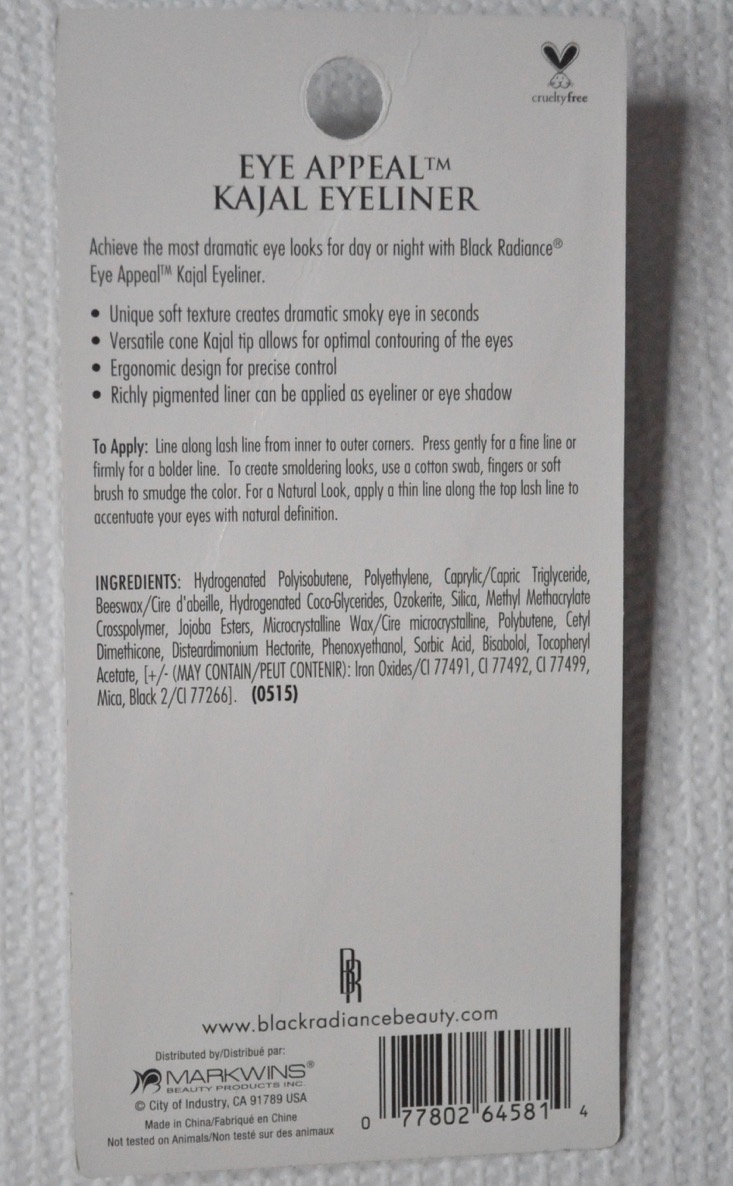 crueltyfree
EYE APPEAL™
KAJAL EYELINER
Achieve the most dramatic eye looks for day or night with Black Radiance®
Eye Appeal™ Kajal Eyeliner.
• Unique soft texture creates dramatic smoky eye in seconds
• Versatile cone Kajal tip allows for optimal contouring of the eyes
• Ergonomic design for precise control
• Richly pigmented liner can be applied as eyeliner or eye shadow
To Apply: Line along lash line from inner to outer corners. Press gently for a fine line or
firmly for a bolder line. To create smoldering looks, use a cotton swab, fingers or soft
brush to smudge the color. For a Natural Look, apply a thin line along the top lash line to
accentuate your eyes with natural definition.
INGREDIENTS: Hydrogenated Polyisobutene, Polyethylene, Caprylic/Capric Triglyceride,
Beeswax/Cire d'abeille, Hydrogenated Coco-Glycerides, Ozokerite, Silica, Methyl Methacrylate
Crosspolymer, Jojoba Esters, Microcrystalline Wax/Cire microcrystalline, Polybutene, Cetyl
Dimethicone, Disteardimonium Hectorite, Phenoxyethanol, Sorbic Acid, Bisabolol, Tocopheryl
Acetate, [+/- (MAY CONTAIN/PEUT CONTENIR): Iron Oxides/CI 77491, CI 77492, CI 77499,
Mica, Black 2/CI 77266]. (0515)
BR
www.blackradiancebeauty.com
Distributed by/Distribué par:
MARKWINS®
BEAUTY PRODUCTS INC.
© City of Industry, CA 91789 USA
Made in China/Fabriqué en Chine
Not tested on Animals/Non testé sur des animaux
0 77802 64581 4